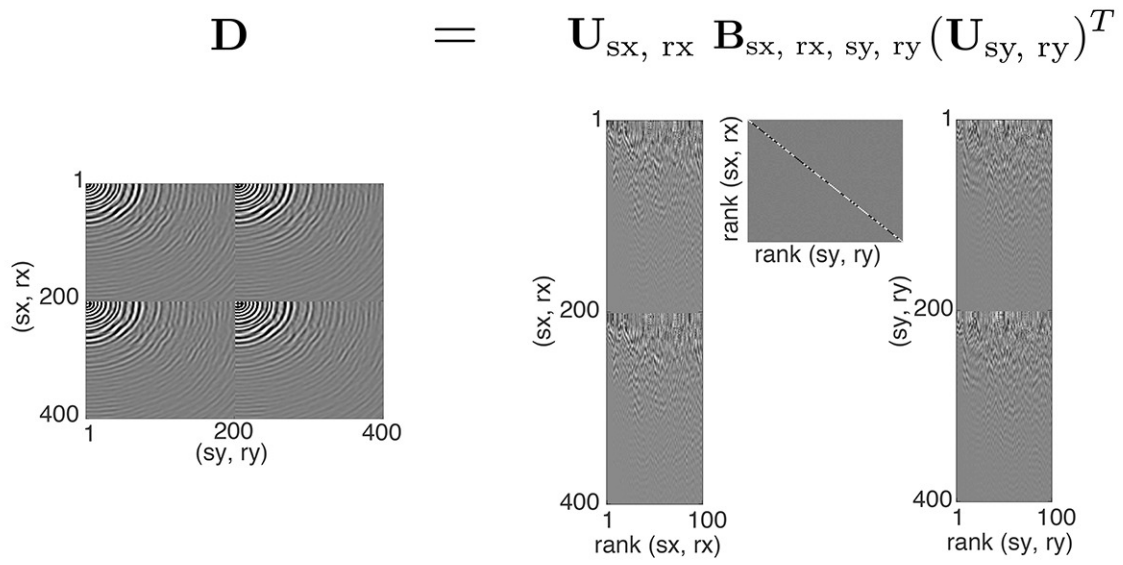 D = U_{sx, rx} B_{sx, rx, sy, ry} (U_{sy, ry})^T
1
200
400
(sx, rx)
1
200
400
(sy, ry)
1
200
400
(sx, rx)
1
100
rank (sx, rx)
rank (sx, rx)
rank (sy, ry)
1
200
400
(sy, ry)
1
100
rank (sy, ry)